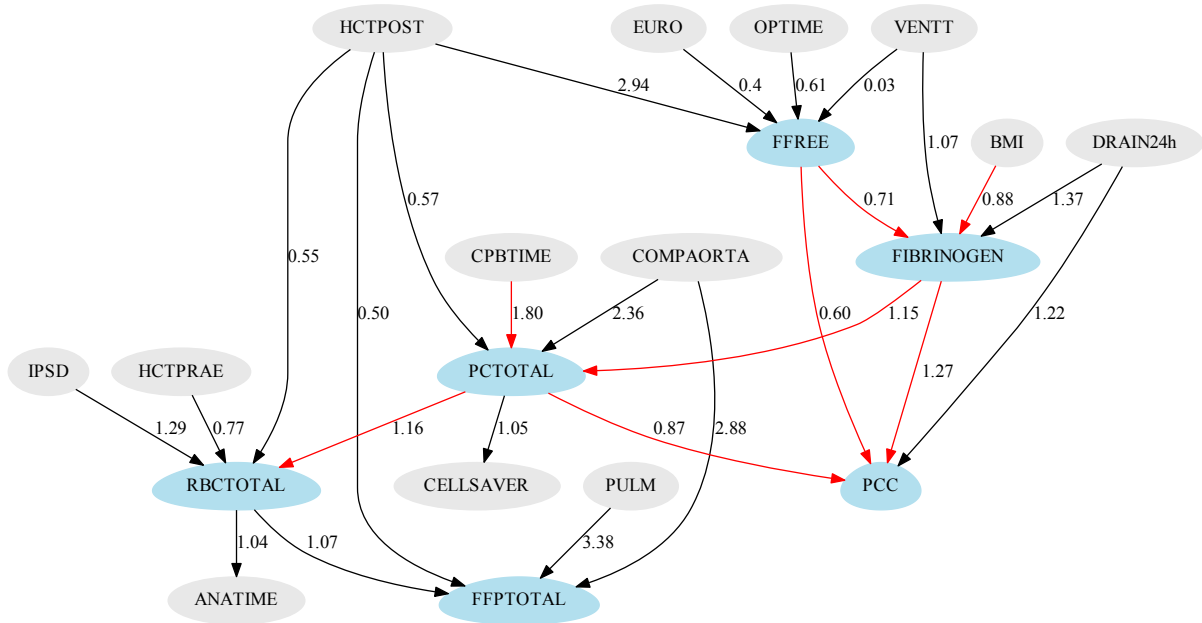 HCTPOST
EURO
OPTIME
VENTT
2.94
0.4
0.61
0.03
FFREE
BMI
DRAIN24h
1.07
0.57
0.71
0.88
1.37
CPBTIME
COMPAORTA
FIBRINOGEN
0.55
0.50
1.80
2.36
0.60
1.15
1.22
IPSD
HCTPRAE
PCTOTAL
1.27
1.29
0.77
1.16
1.05
0.87
2.88
RBCTOTAL
CELLSAVER
PULM
PCC
1.04
1.07
3.38
ANATIME
FFPTOTAL